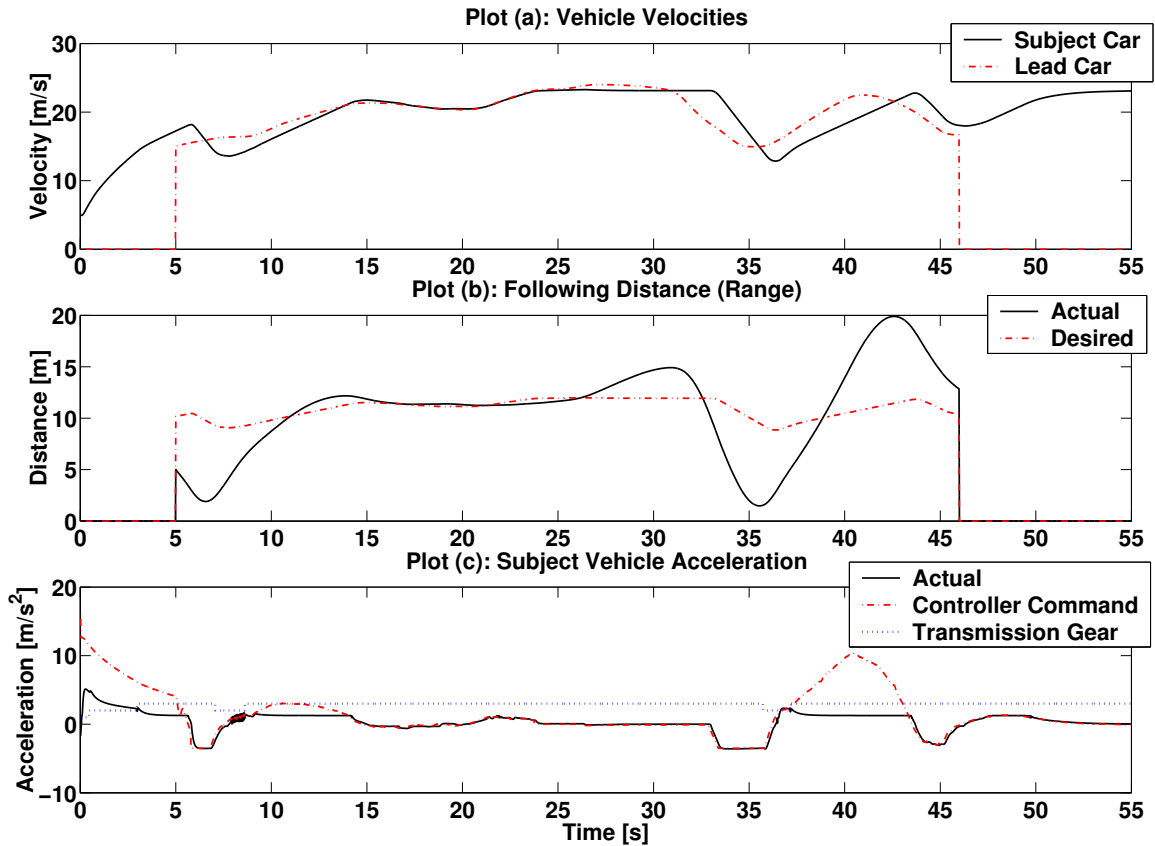 Plot (a): Vehicle Velocities
30
20
10
0
Velocity [m/s]
Subject Car
Lead Car
0 5 10 15 20 25 30 35 40 45 50 55
Plot (b): Following Distance (Range)
20
15
10
5
0
Distance [m]
Actual
Desired
0 5 10 15 20 25 30 35 40 45 50 55
Plot (c): Subject Vehicle Acceleration
20
10
0
−10
Acceleration [m/s²]
Actual
Controller Command
Transmission Gear
0 5 10 15 20 25 30 35 40 45 50 55
Time [s]